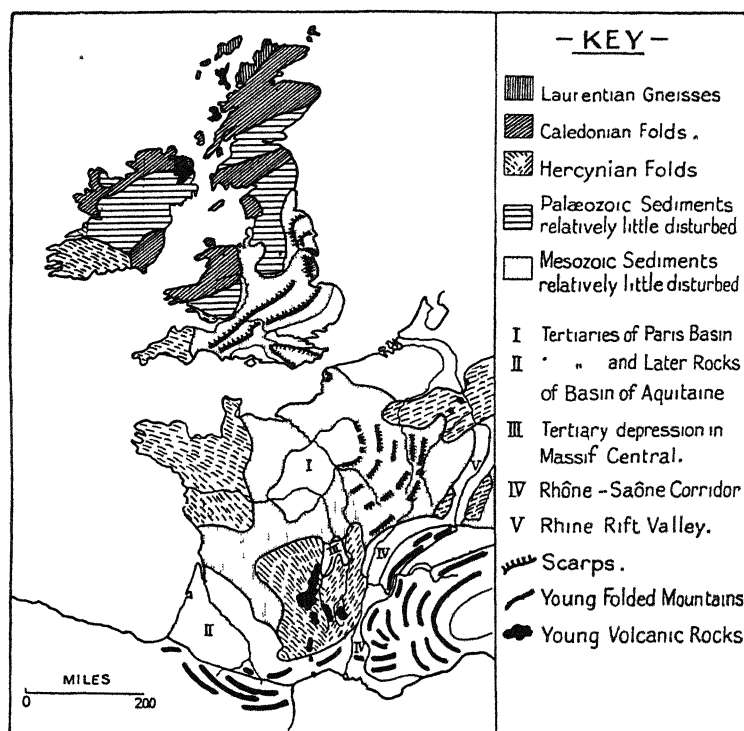 I
II
III
IV
IV
V
MILES
0 200
– KEY –
Laurentian Gneisses
Caledonian Folds.
Hercynian Folds
Palæozoic Sediments
relatively little disturbed
Mesozoic Sediments
relatively little disturbed
I Tertiaries of Paris Basin
II " " and Later Rocks
of Basin of Aquitaine
III Tertiary depression in
Massif Central.
IV Rhône – Saône Corridor
V Rhine Rift Valley.
Scarps.
Young Folded Mountains
Young Volcanic Rocks